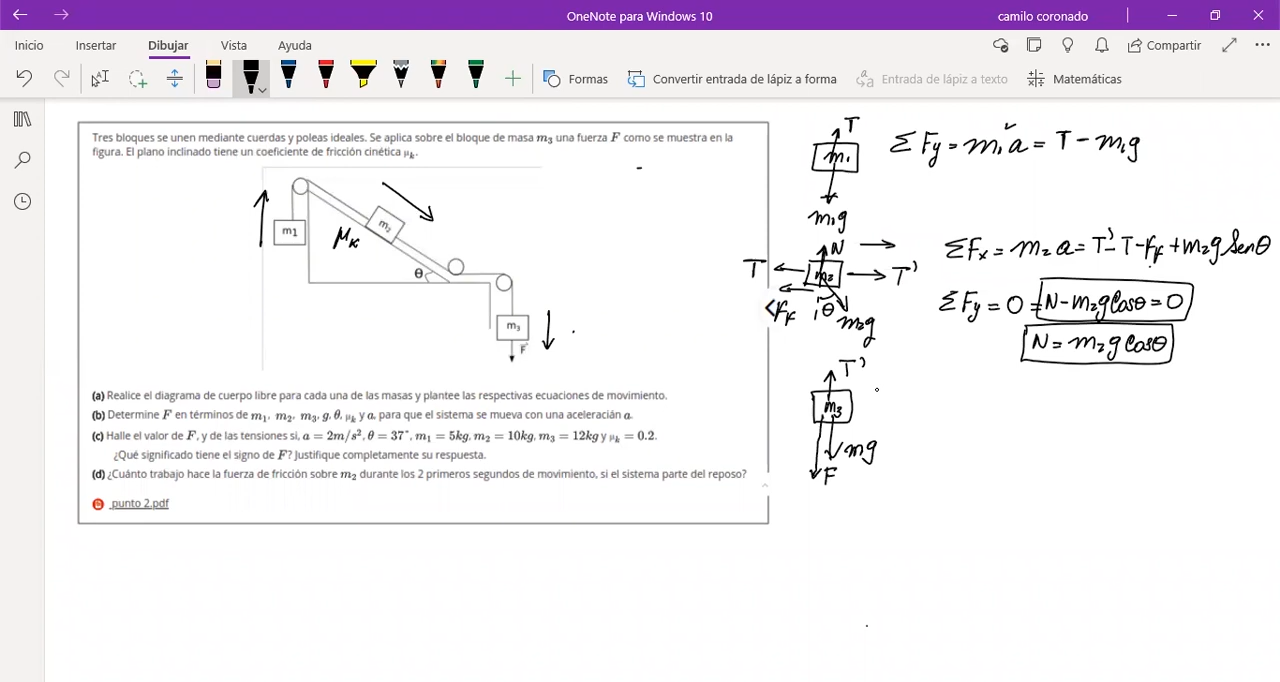 OneNote para Windows 10
camilo coronado
Inicio Insertar Dibujar Vista Ayuda
Compartir
Formas Convertir entrada de lápiz a forma Entrada de lápiz a texto Matemáticas
Tres bloques se unen mediante cuerdas y poleas ideales. Se aplica sobre el bloque de masa m₃ una fuerza F como se muestra en la
figura. El plano inclinado tiene un coeficiente de fricción cinética μₖ.
m1
m₂
μₖ
θ
m₃
F
(a) Realice el diagrama de cuerpo libre para cada una de las masas y plantee las respectivas ecuaciones de movimiento.
(b) Determine F en términos de m₁, m₂, m₃, g, θ, μₖ y a, para que el sistema se mueva con una aceleracián a.
(c) Halle el valor de F, y de las tensiones si, a = 2m/s², θ = 37°, m₁ = 5kg, m₂ = 10kg, m₃ = 12kg y μₖ = 0.2.
¿Qué significado tiene el signo de F? Justifique completamente su respuesta.
(d) ¿Cuánto trabajo hace la fuerza de fricción sobre m₂ durante los 2 primeros segundos de movimiento, si el sistema parte del reposo?
punto 2.pdf
T
m₁
m₁g
ΣFy = m₁a = T - m₁g
N
T m₂ T'
Ff θ m₂g
ΣFx = m₂a = T' - T - Ff + m₂g Senθ
ΣFy = 0 = N - m₂g Cosθ = 0
N = m₂g Cosθ
T'
m₃
mg
F